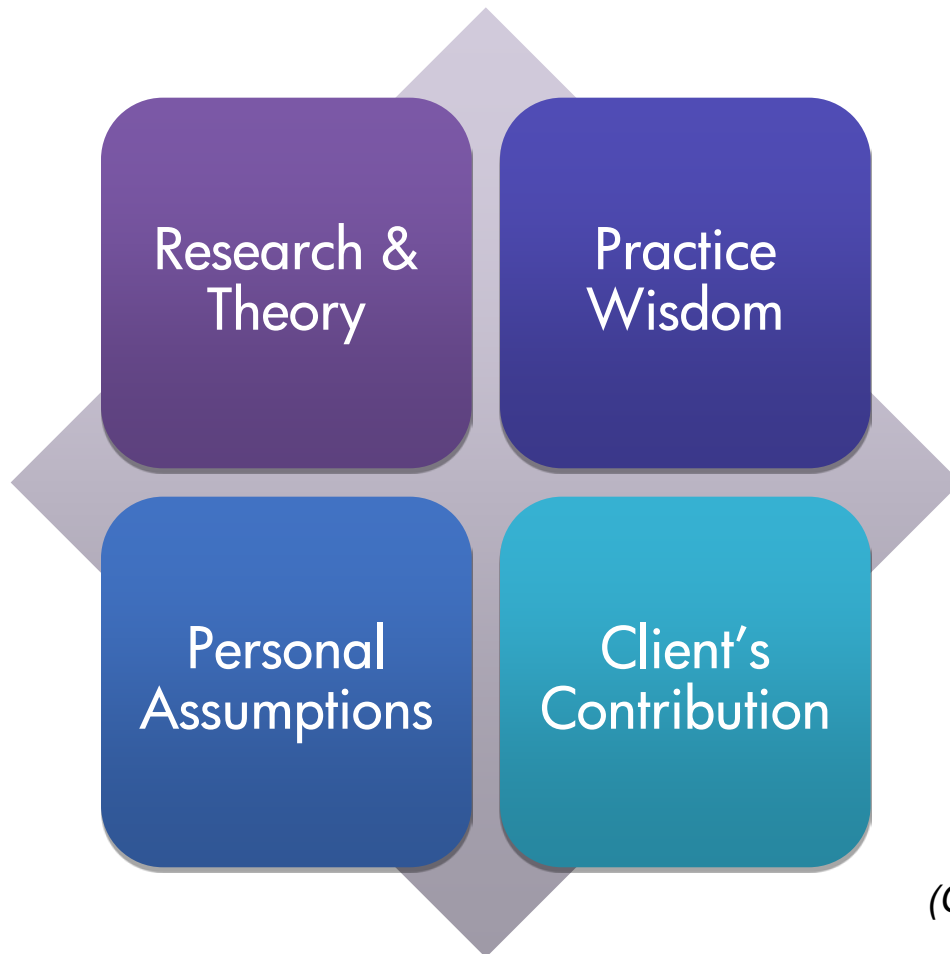 Research &
Theory
Practice
Wisdom
Personal
Assumptions
Client’s
Contribution
(